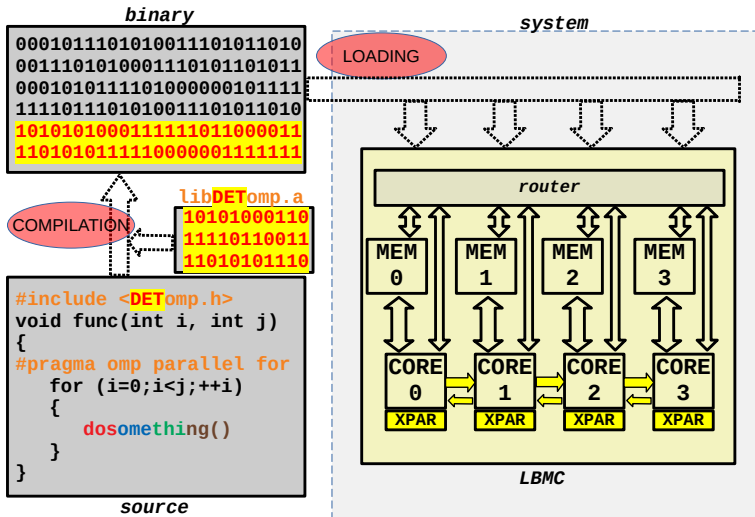 binary
000101110101001110101​1010
0011101010001110101101011
0001010111101000000101111
1111011101010011101011010
1010101000111111011000011
1101010111110000001111111
LOADING
system
COMPILATION
libDETomp.a
10101000110
11110110011
11010101110
#include <DETomp.h>
void func(int i, int j)
{
#pragma omp parallel for
for (i=0;i<j;++i)
{
dosomething()
}
}
source
router
MEM 0
MEM 1
MEM 2
MEM 3
CORE 0
CORE 1
CORE 2
CORE 3
XPAR
XPAR
XPAR
XPAR
LBMC